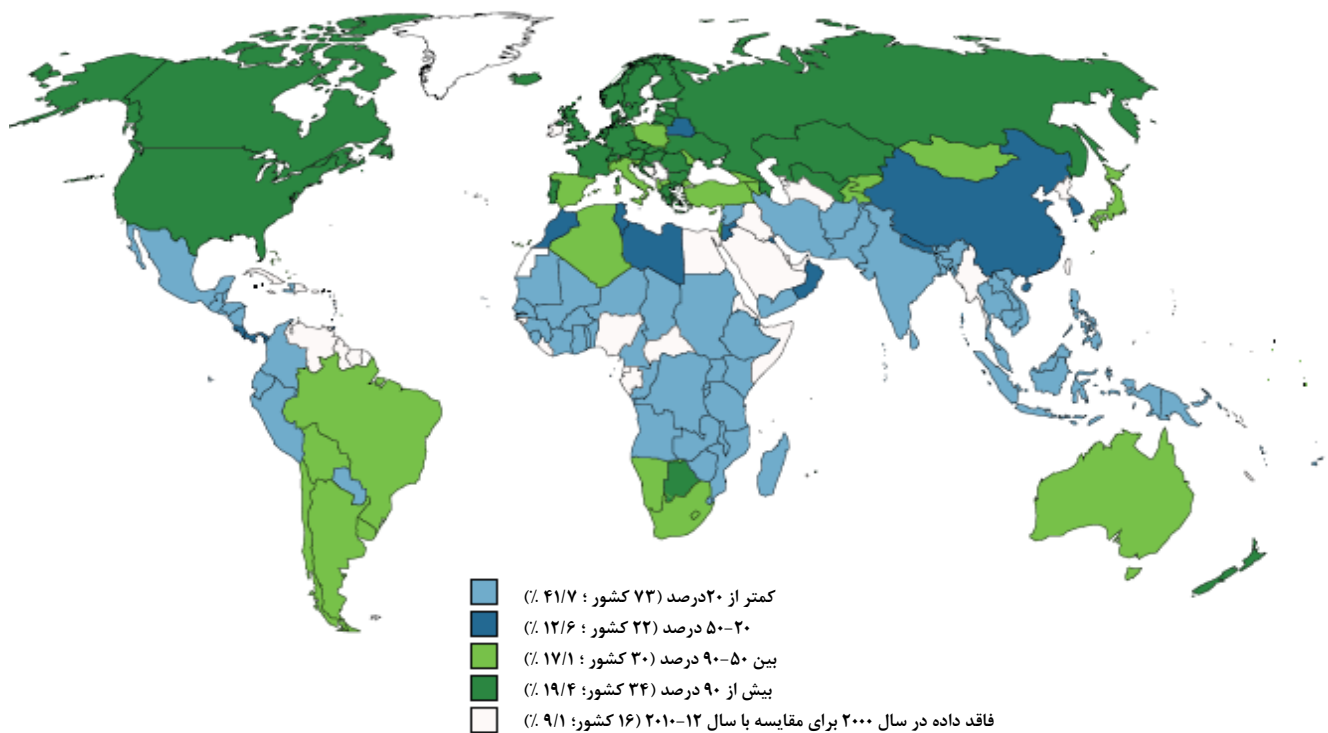 کمتر از ۲۰درصد (۷۳ کشور ؛ ۴۱/۷ ٪)
۲۰-۵۰ درصد (۲۲ کشور ؛ ۱۲/۶ ٪)
بین ۵۰-۹۰ درصد (۳۰ کشور ؛ ۱۷/۱ ٪)
بیش از ۹۰ درصد (۳۴ کشور؛ ۱۹/۴ ٪)
فاقد داده در سال ۲۰۰۰ برای مقایسه با سال ۱۲-۲۰۱۰ (۱۶ کشور؛ ۹/۱ ٪)